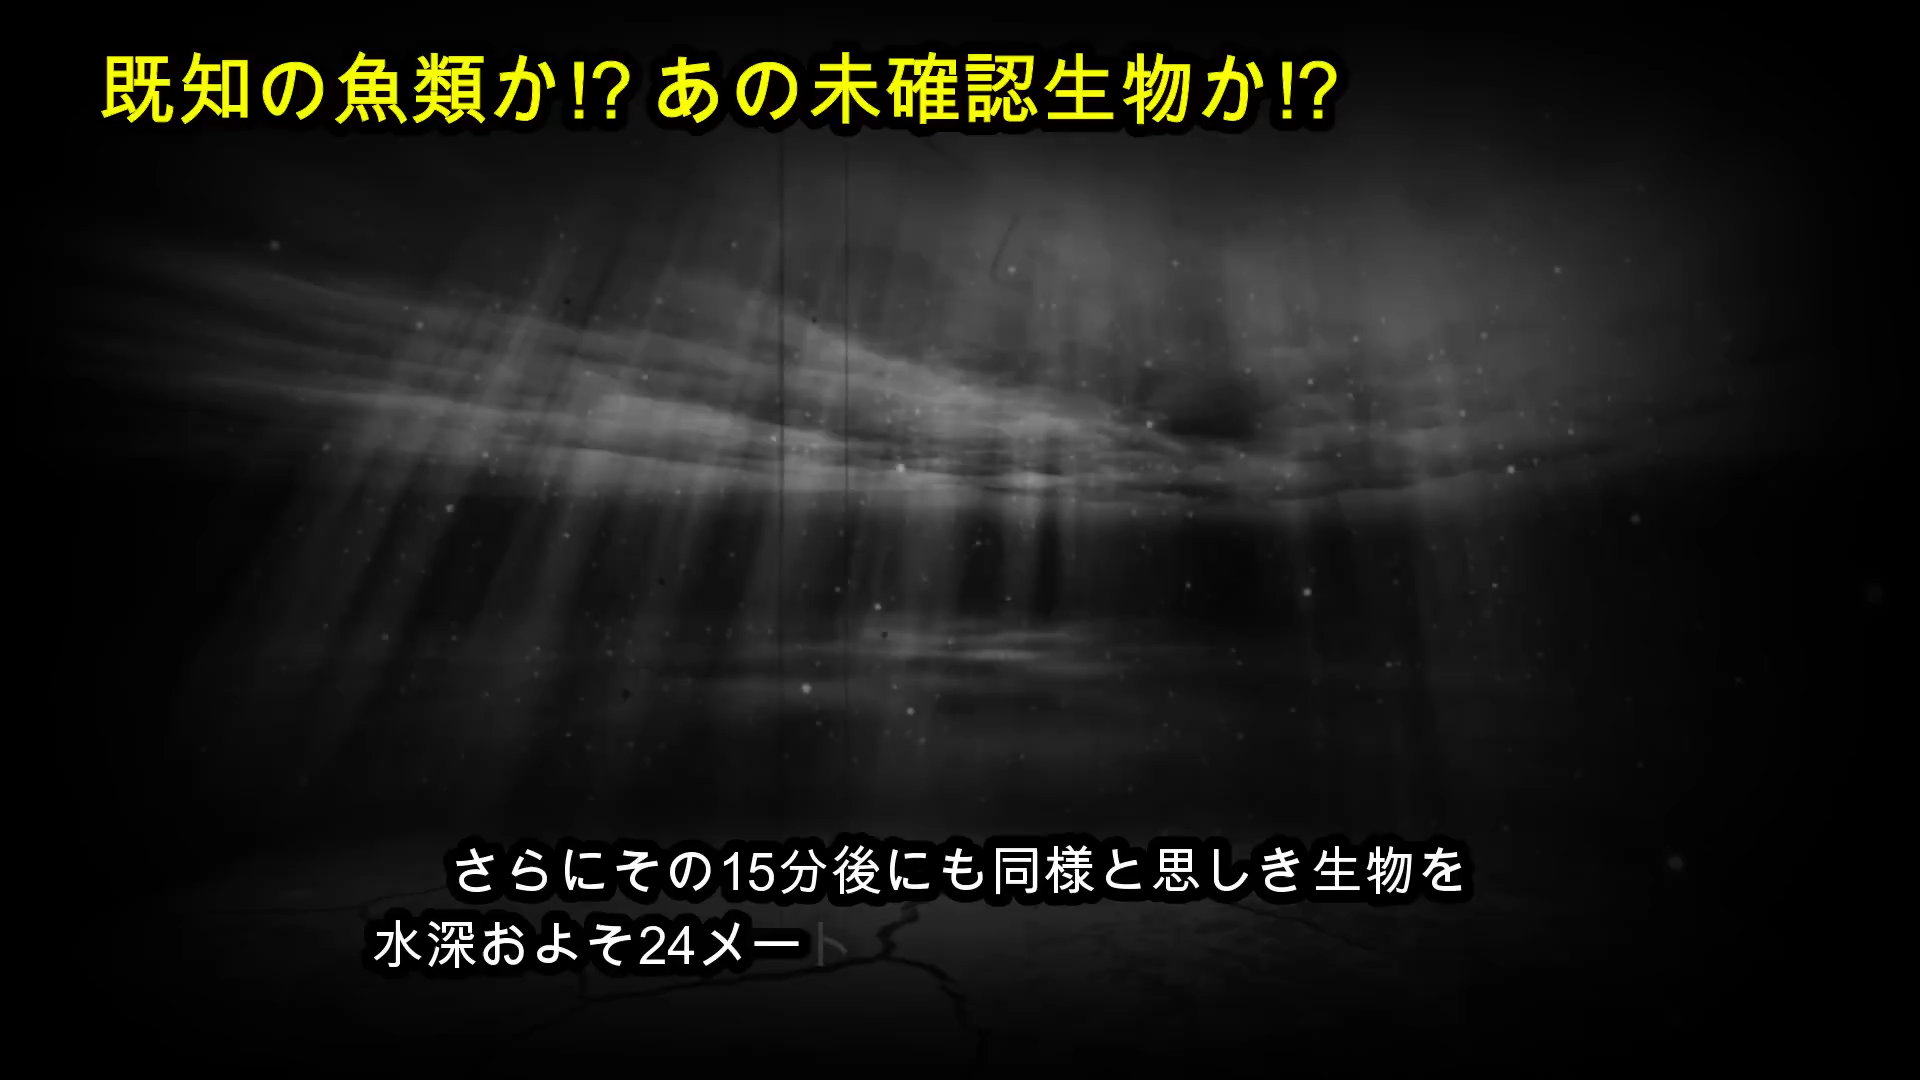 既知の魚類か!? あの未確認生物か!?
さらにその15分後にも同様と思しき生物を
水深およそ24メート